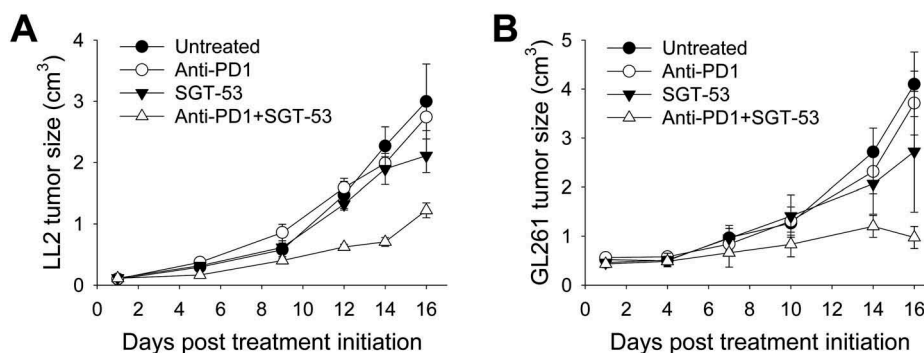 A
LL2 tumor size (cm³)
4
3
2
1
0
Untreated
Anti-PD1
SGT-53
Anti-PD1+SGT-53
0 2 4 6 8 10 12 14 16
Days post treatment initiation
B
GL261 tumor size (cm³)
5
4
3
2
1
0
Untreated
Anti-PD1
SGT-53
Anti-PD1+SGT-53
0 2 4 6 8 10 12 14 16
Days post treatment initiation